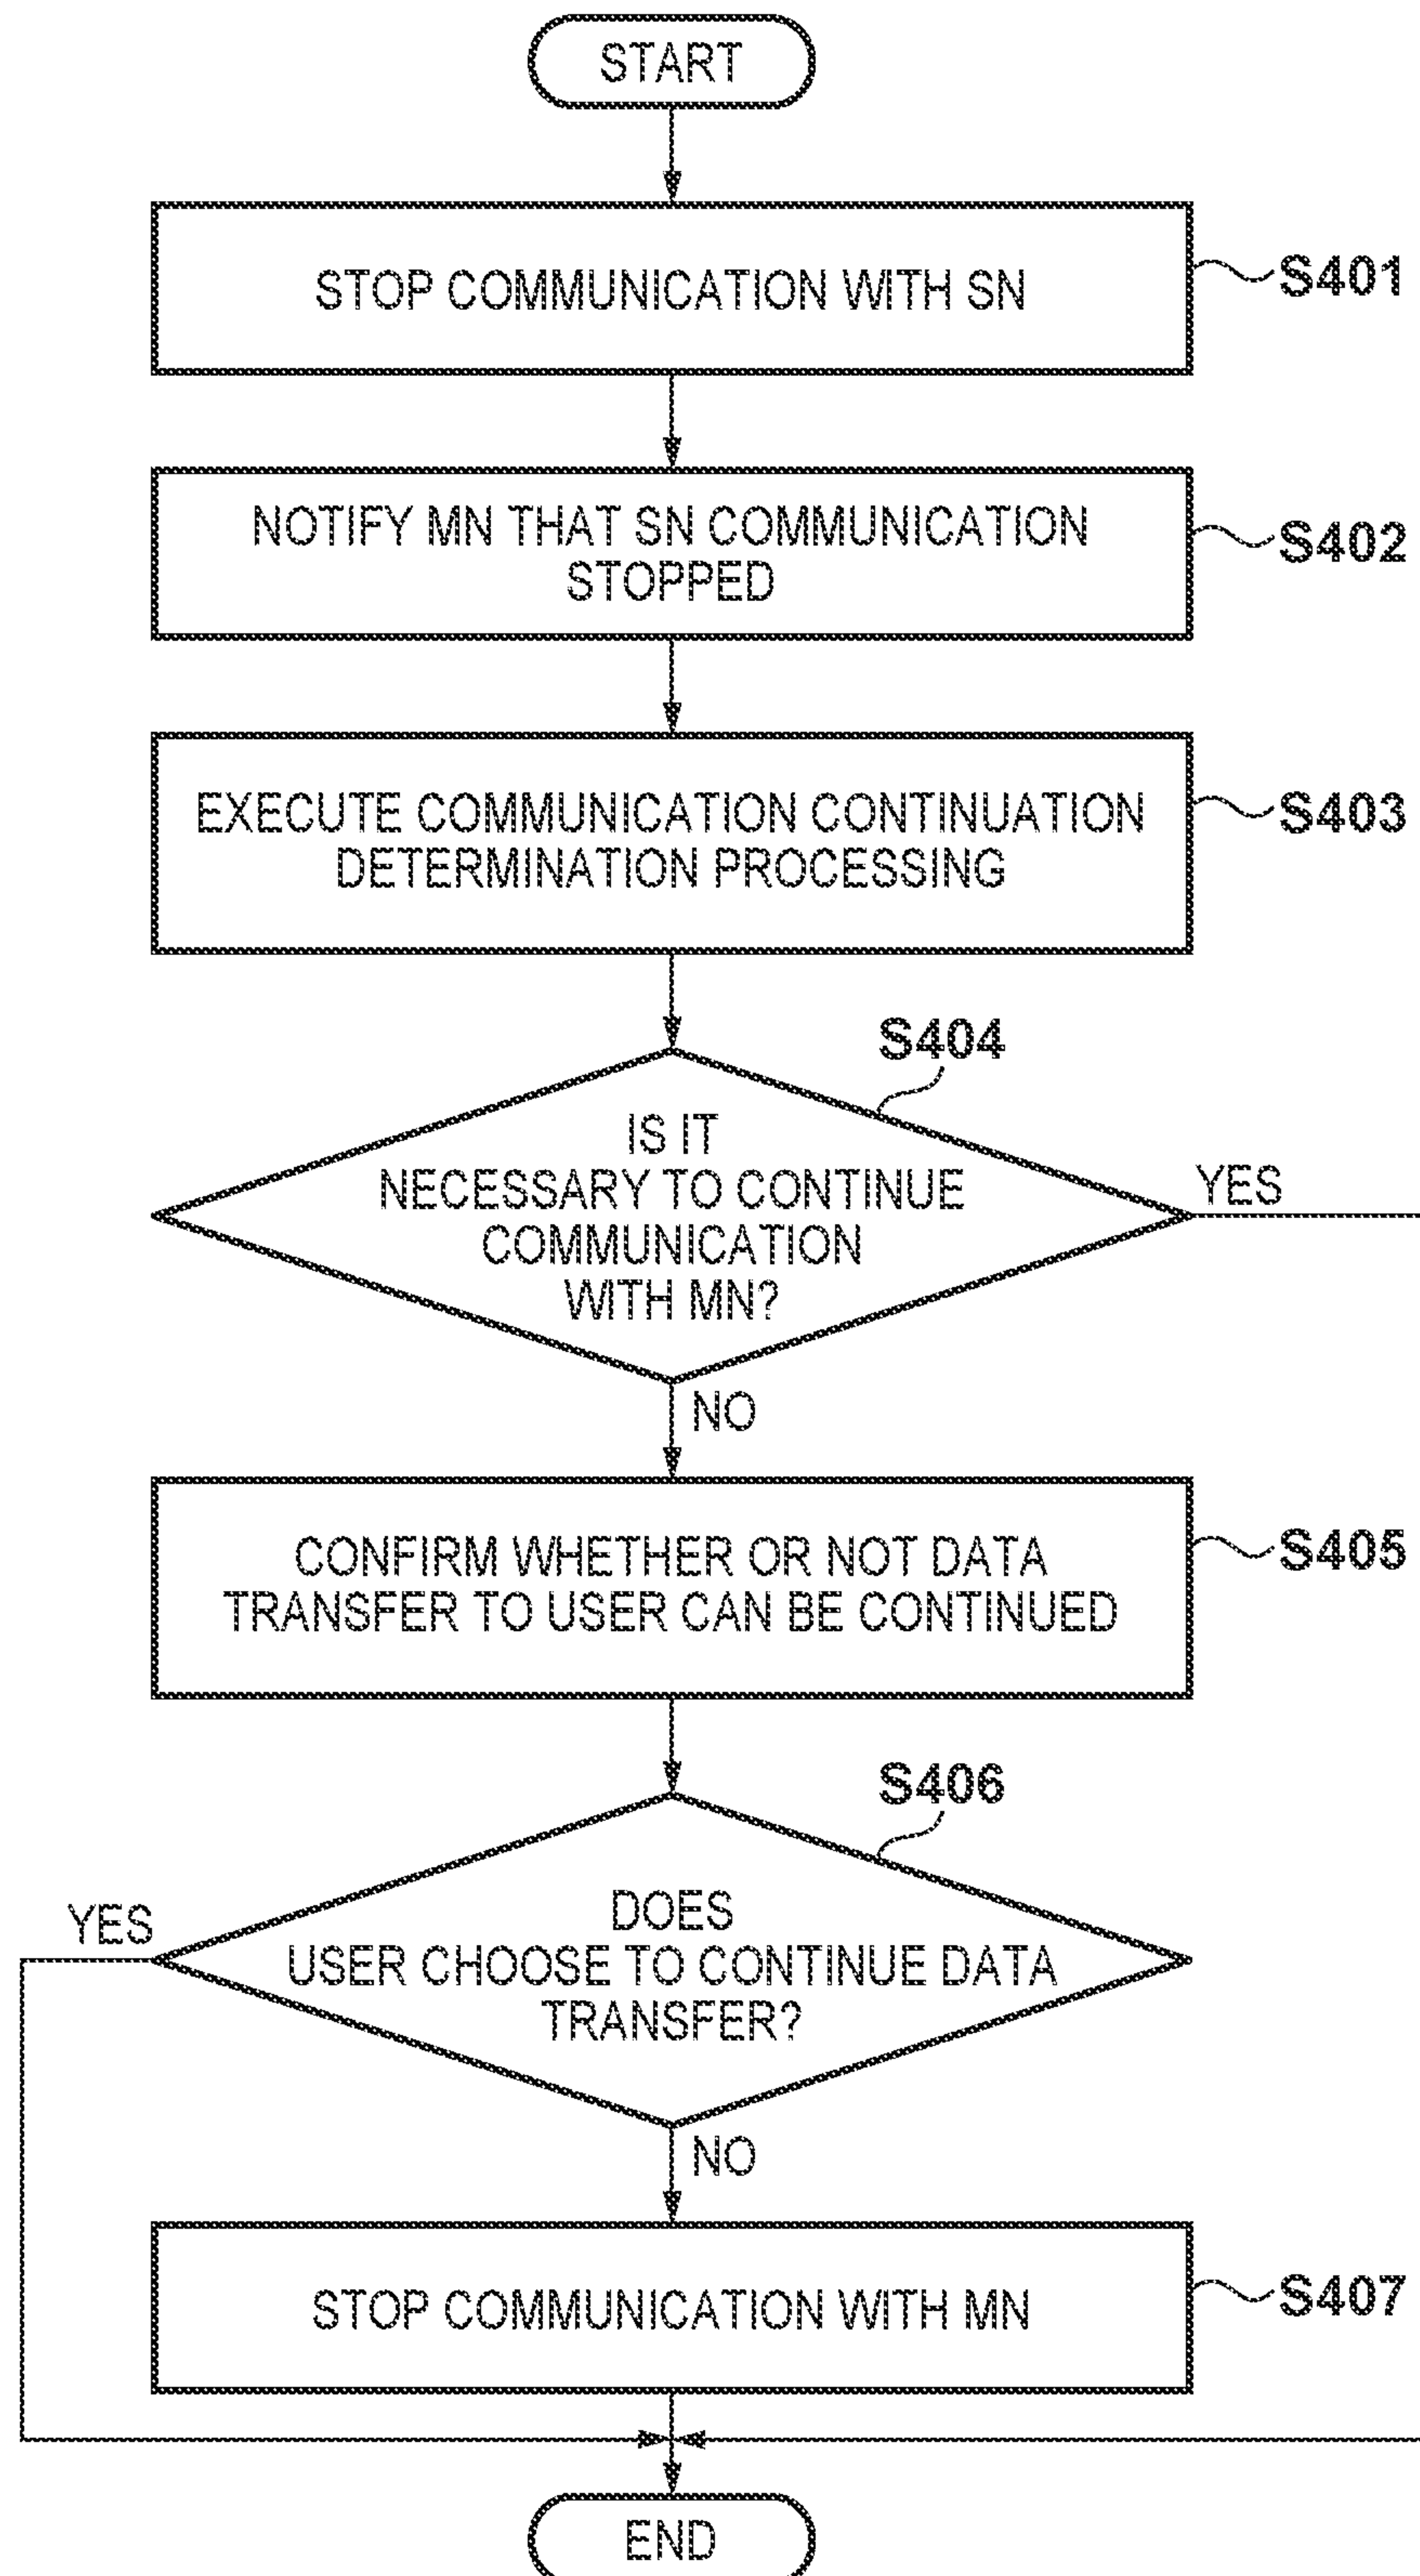 START
STOP COMMUNICATION WITH SN
S401
NOTIFY MN THAT SN COMMUNICATION
STOPPED
S402
EXECUTE COMMUNICATION CONTINUATION
DETERMINATION PROCESSING
S403
S404
IS IT
NECESSARY TO CONTINUE
COMMUNICATION
WITH MN?
YES
NO
CONFIRM WHETHER OR NOT DATA
TRANSFER TO USER CAN BE CONTINUED
S405
S406
DOES
USER CHOOSE TO CONTINUE DATA
TRANSFER?
YES
NO
STOP COMMUNICATION WITH MN
S407
END